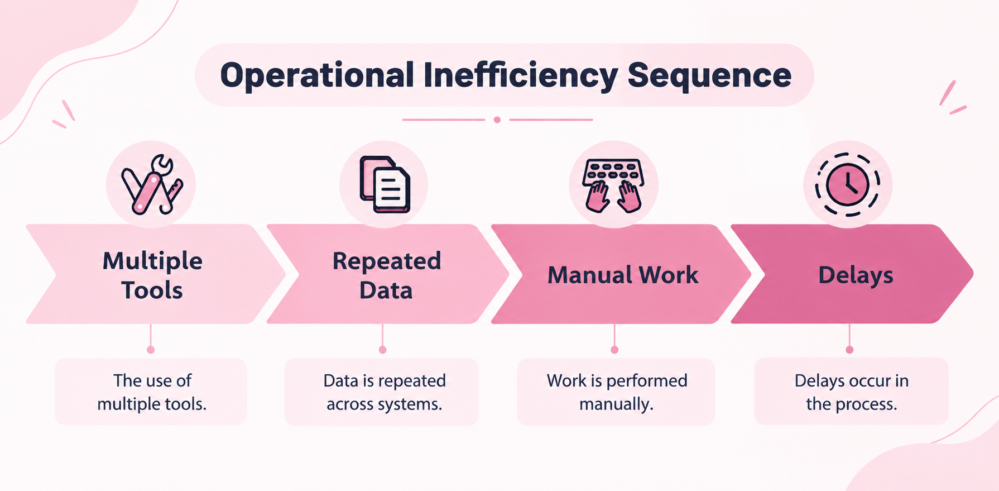 Operational Inefficiency Sequence
Multiple
Tools
Repeated
Data
Manual Work
Delays
The use of
multiple tools.
Data is repeated
across systems.
Work is performed
manually.
Delays occur in
the process.